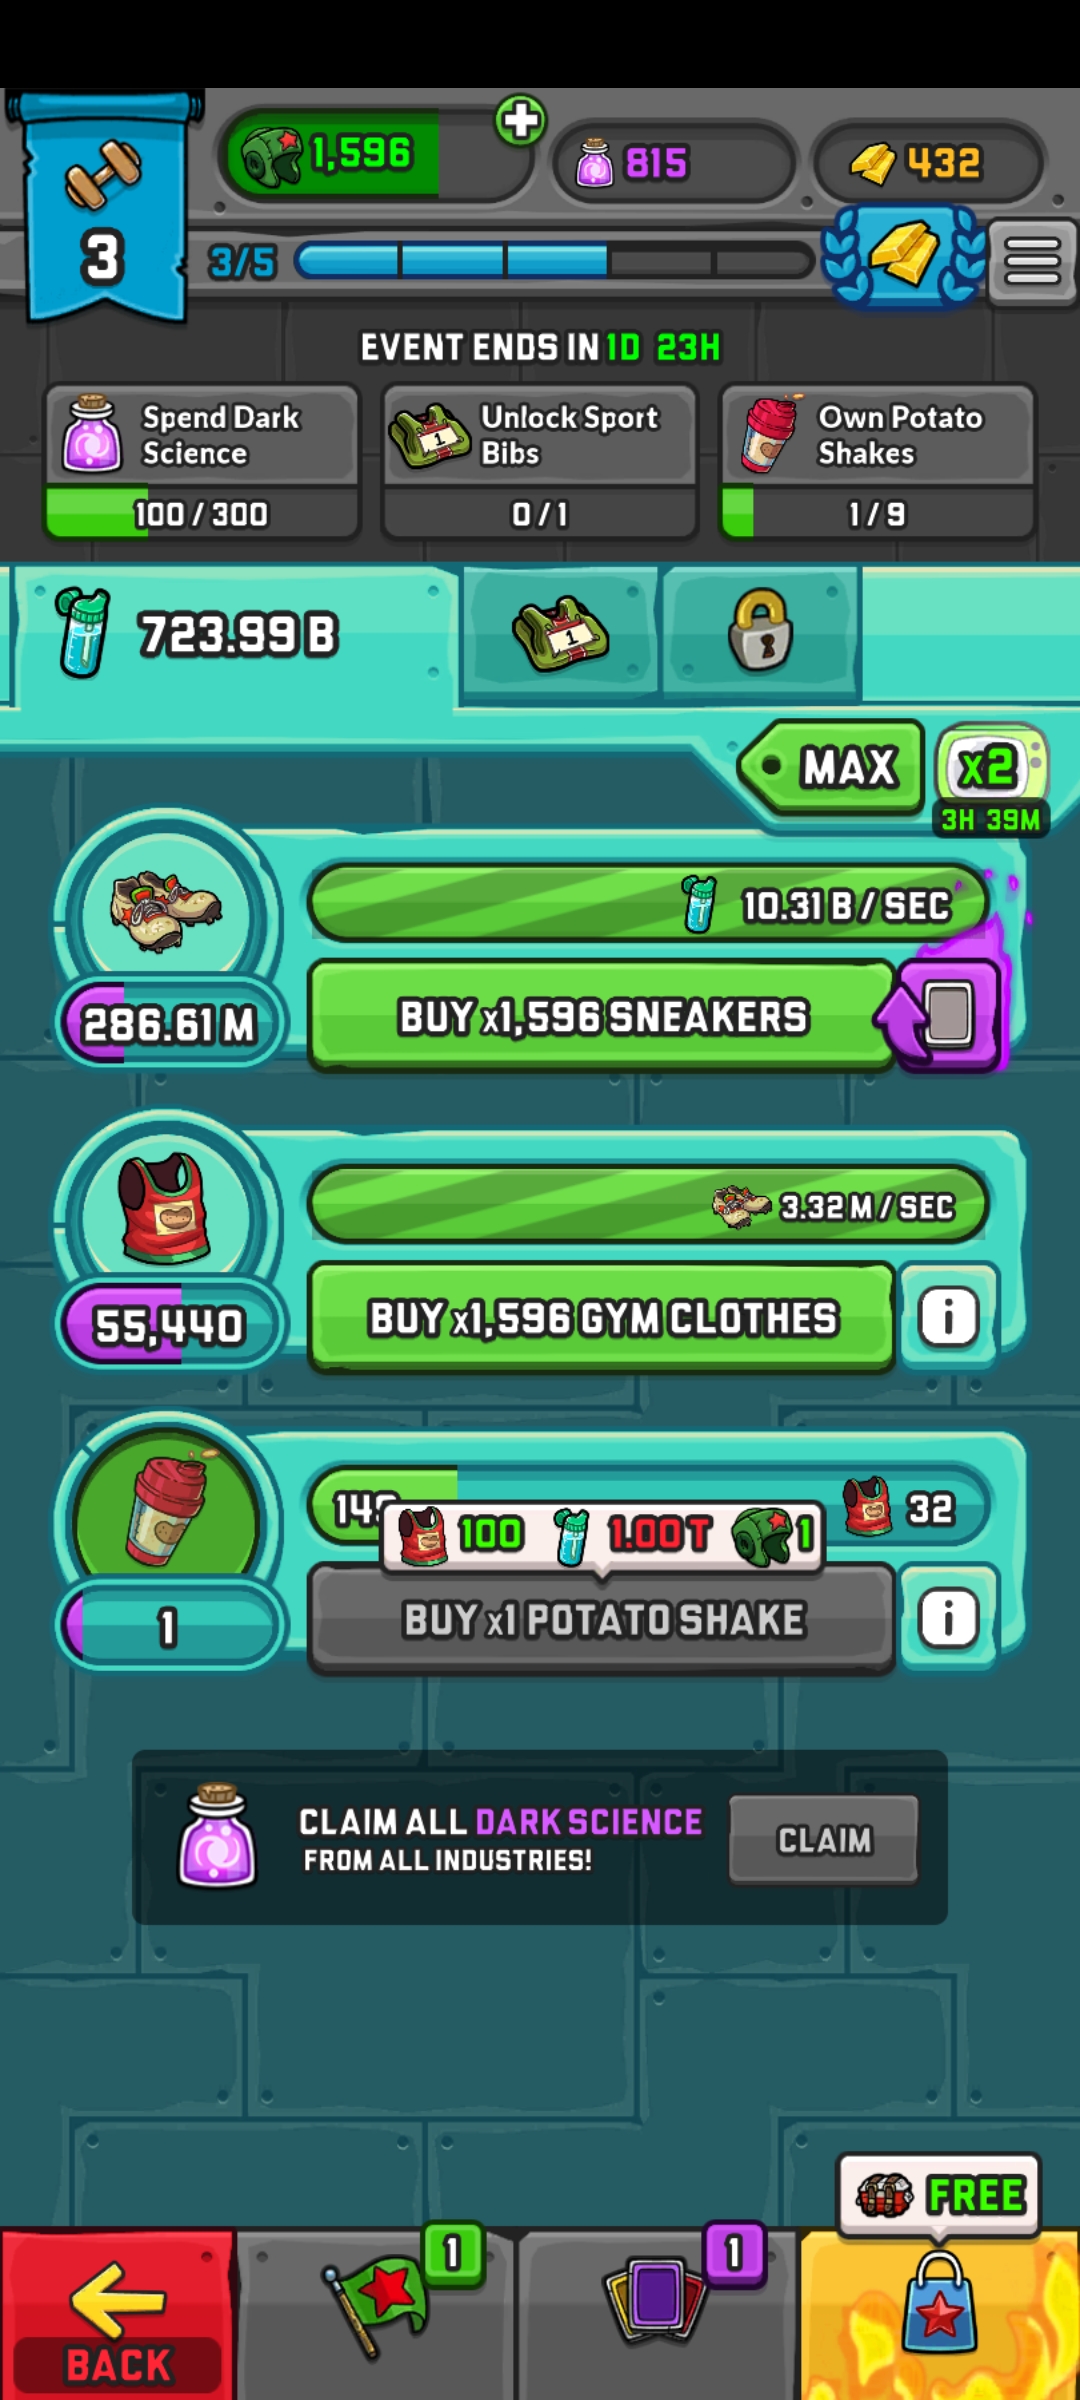 1,596
815
432
3
3/5
EVENT ENDS IN 1D 23H
Spend Dark Science
100/300
Unlock Sport Bibs
0/1
Own Potato Shakes
1/9
723.99 B
1
MAX
x2
3H 39M
10.31 B / SEC
286.61 M
BUY x1,596 SNEAKERS
3.32 M / SEC
55,440
BUY x1,596 GYM CLOTHES
i
32
100
1.00 T
1
1
BUY x1 POTATO SHAKE
i
CLAIM ALL DARK SCIENCE
FROM ALL INDUSTRIES!
CLAIM
FREE
1
1
BACK